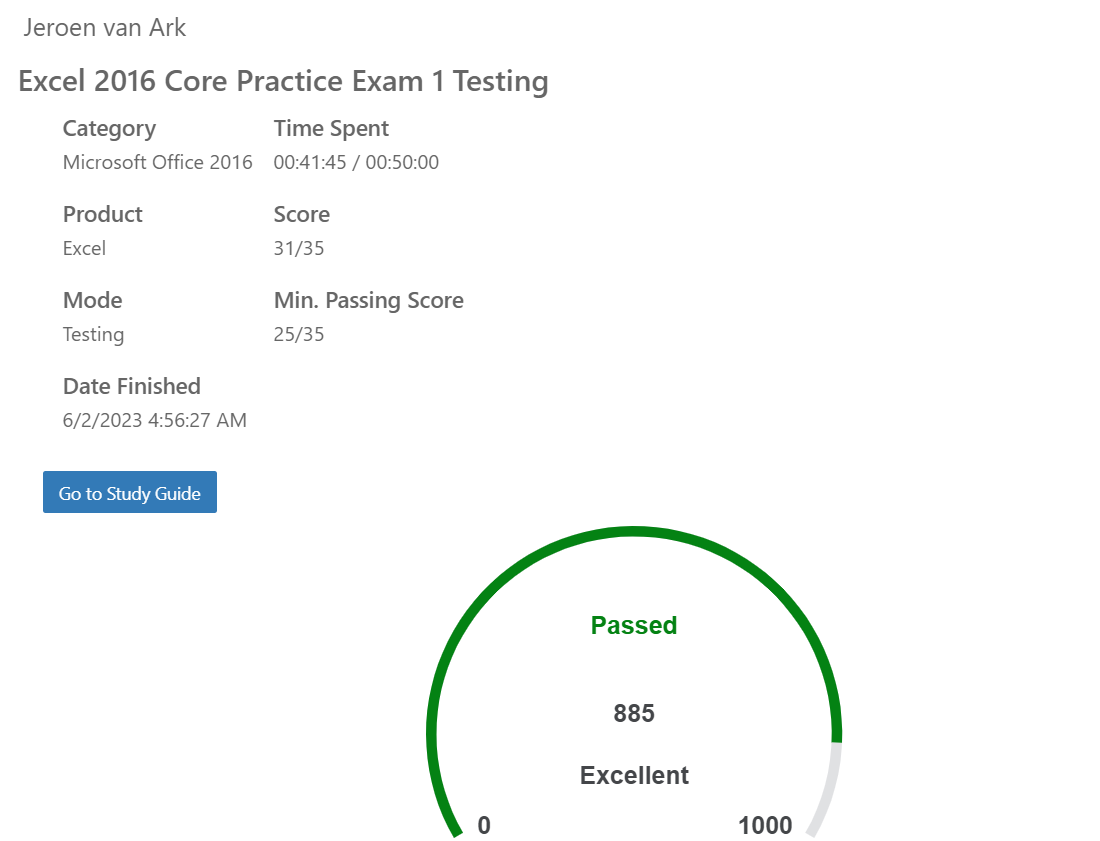 Jeroen van Ark
Excel 2016 Core Practice Exam 1 Testing
Category
Time Spent
Microsoft Office 2016
00:41:45 / 00:50:00
Product
Score
Excel
31/35
Mode
Min. Passing Score
Testing
25/35
Date Finished
6/2/2023 4:56:27 AM
Go to Study Guide
Passed
885
Excellent
0
1000